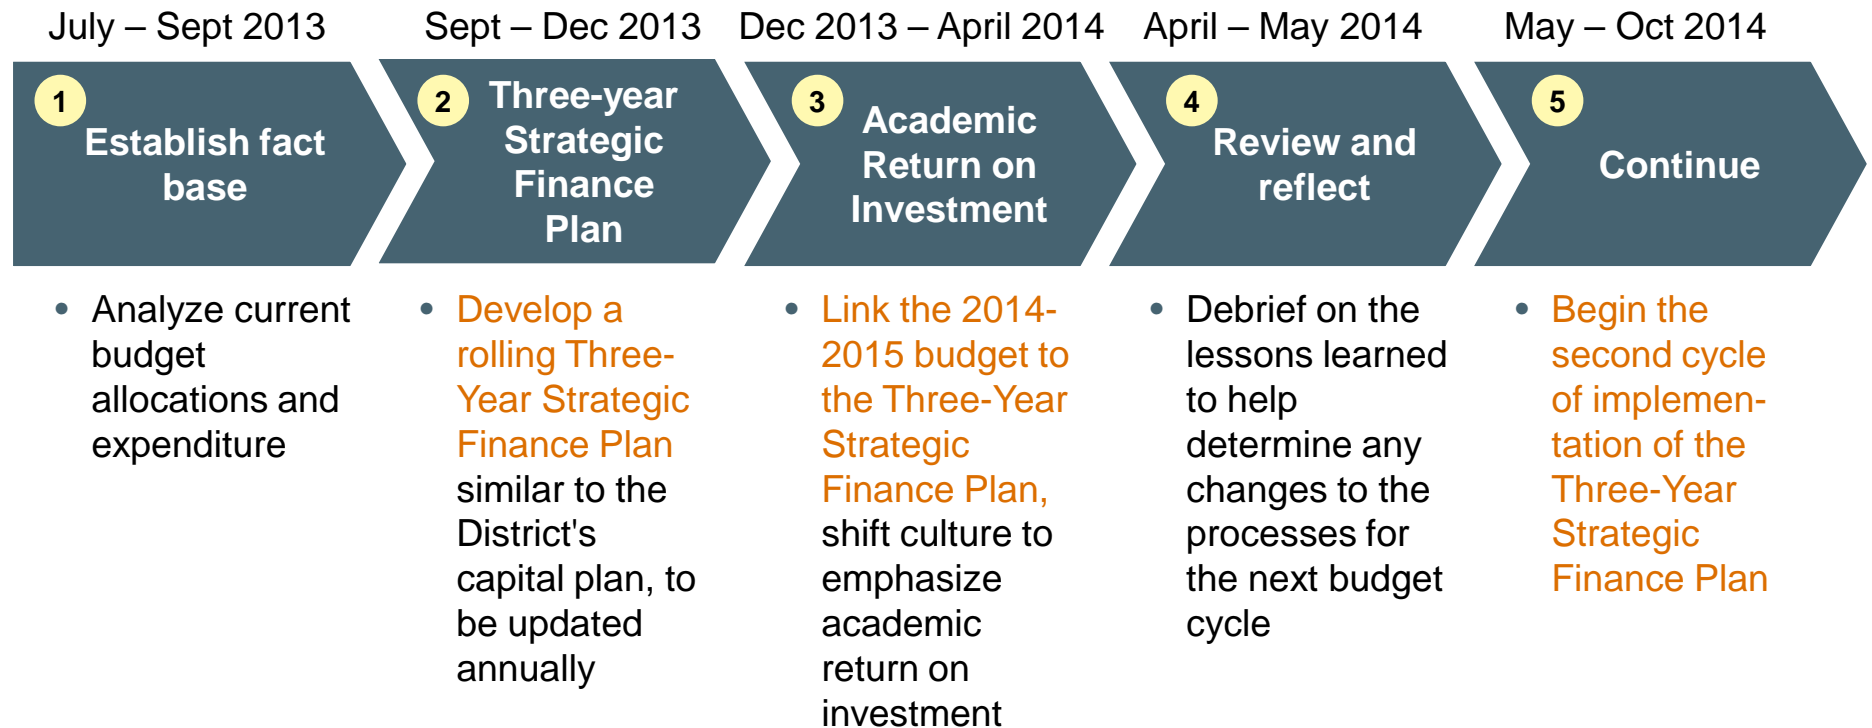 July – Sept 2013
Sept – Dec 2013
Dec 2013 – April 2014
April – May 2014
May – Oct 2014
1
Establish fact
base
2
Three-year
Strategic
Finance
Plan
3
Academic
Return on
Investment
4
Review and
reflect
5
Continue
• Analyze current
budget
allocations and
expenditure
• Develop a
rolling Three-
Year Strategic
Finance Plan
similar to the
District's
capital plan, to
be updated
annually
• Link the 2014-
2015 budget to
the Three-Year
Strategic
Finance Plan,
shift culture to
emphasize
academic
return on
investment
• Debrief on the
lessons learned
to help
determine any
changes to the
processes for
the next budget
cycle
• Begin the
second cycle
of implemen-
tation of the
Three-Year
Strategic
Finance Plan